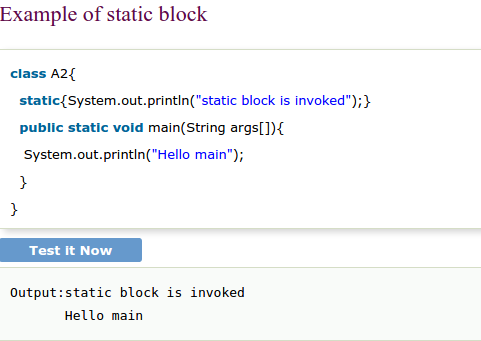 Example of static block
class A2{
static{System.out.println("static block is invoked");}
public static void main(String args[]){
System.out.println("Hello main");
}
}
Test it Now
Output:static block is invoked
Hello main